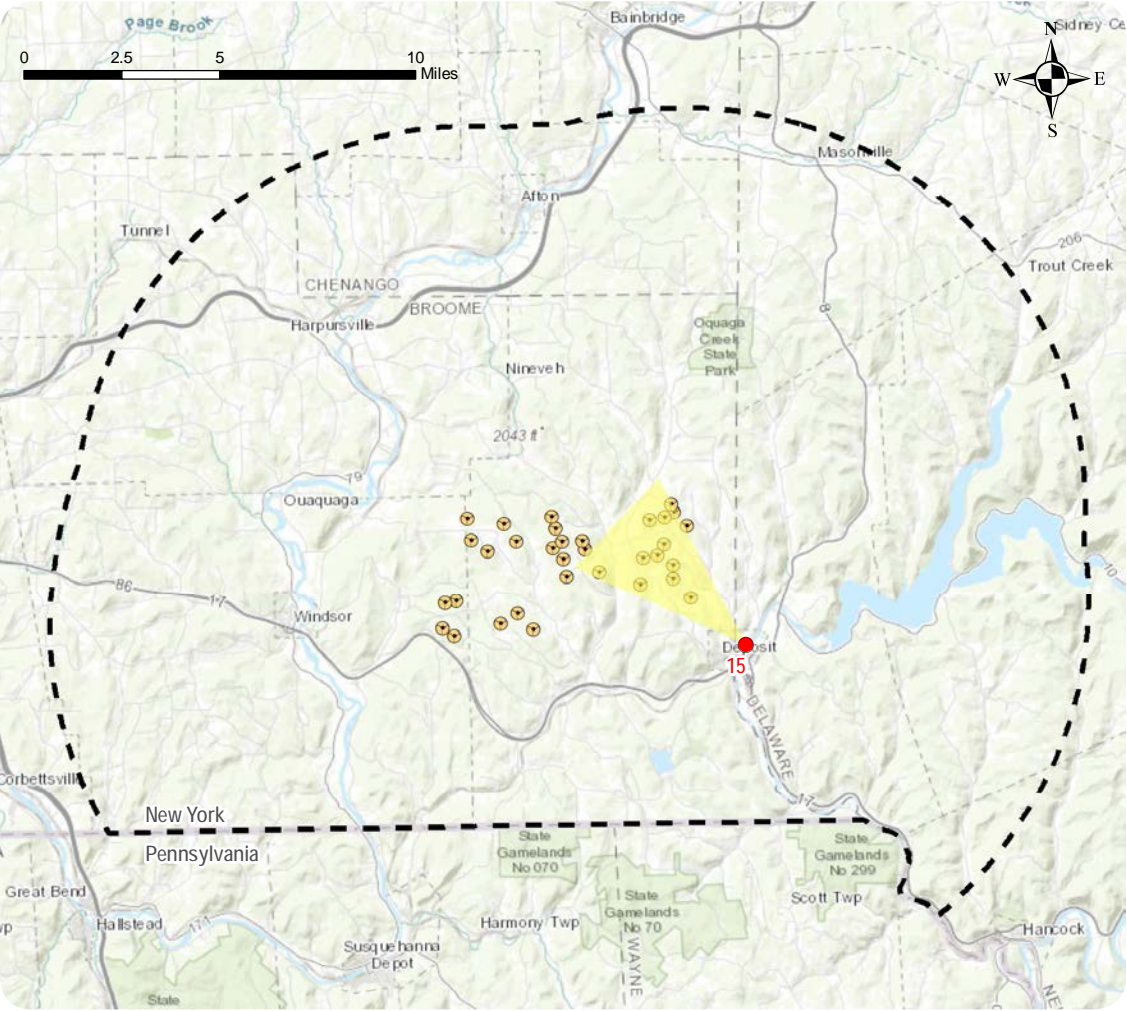 Page Brook
Bainbridge
Sidney Ce
0
2.5
5
10
Miles
N
W
E
S
Masonville
Afton
Tunnel
206
Trout Creek
CHENANGO
BROOME
Harpursville
8
Oquaga
Creek
State
Park
Nineveh
2043 ft
79
Ouaquaga
10
86
17
Windsor
Deposit
15
DELAWARE
17
Corbettsville
New York
Pennsylvania
State
Gamelands
No 070
State
Gamelands
No 299
Great Bend
Scott Twp
State
Gamelands
No 70
wp
Hallstead
171
Harmony Twp
Hancock
Susquehanna
Depot
WAYNE
State